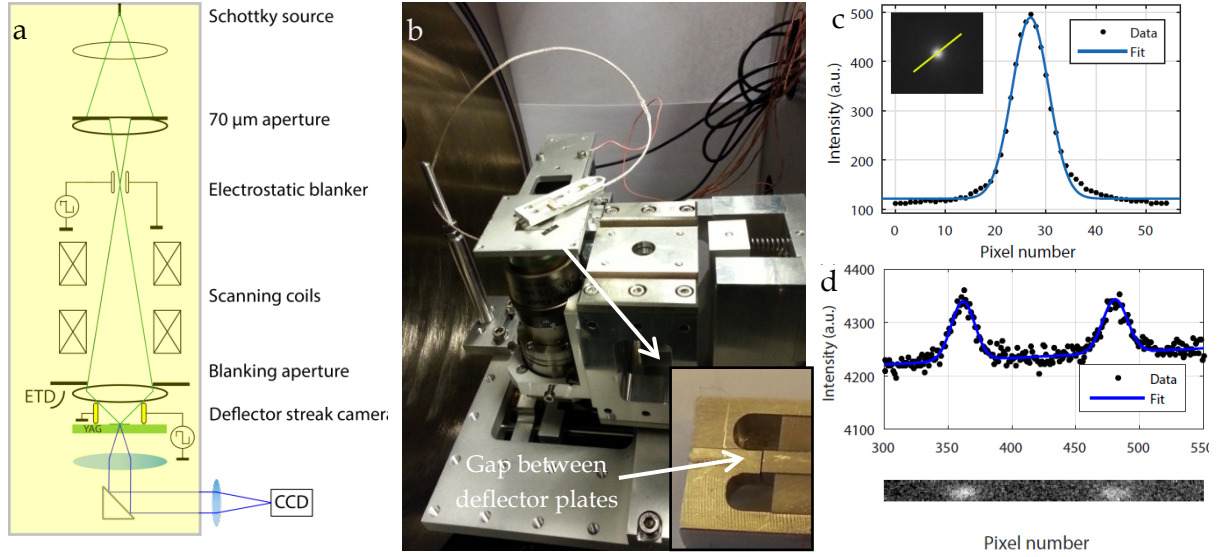 a
Schottky source
70 μm aperture
Electrostatic blanker
Scanning coils
Blanking aperture
ETD
Deflector streak camera
YAG
CCD
b
Gap between
deflector plates
c
500
400
300
200
100
Intensity (a.u.)
Data
Fit
0
10
20
30
40
50
Pixel number
d
4400
4300
4250
4200
4100
Intensity (a.u.)
Data
Fit
300
350
400
450
500
550
Pixel number